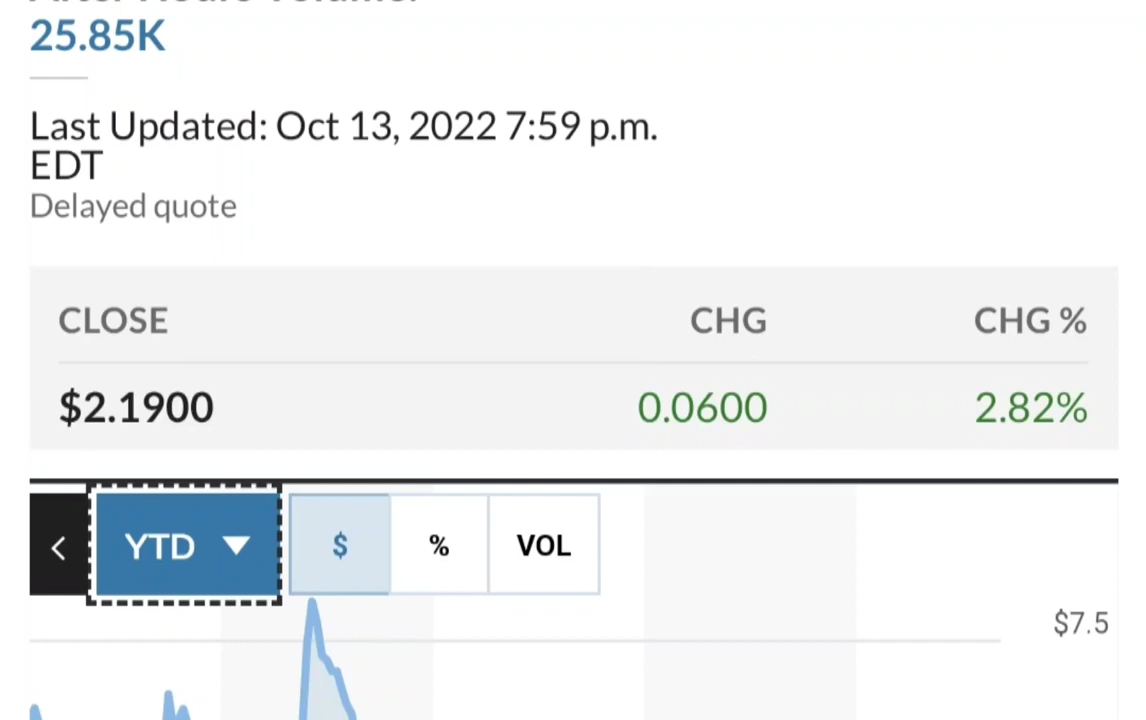 25.85K
Last Updated: Oct 13, 2022 7:59 p.m.
EDT
Delayed quote
CLOSE CHG CHG %
$2.1900 0.0600 2.82%
YTD $ % VOL
$7.5